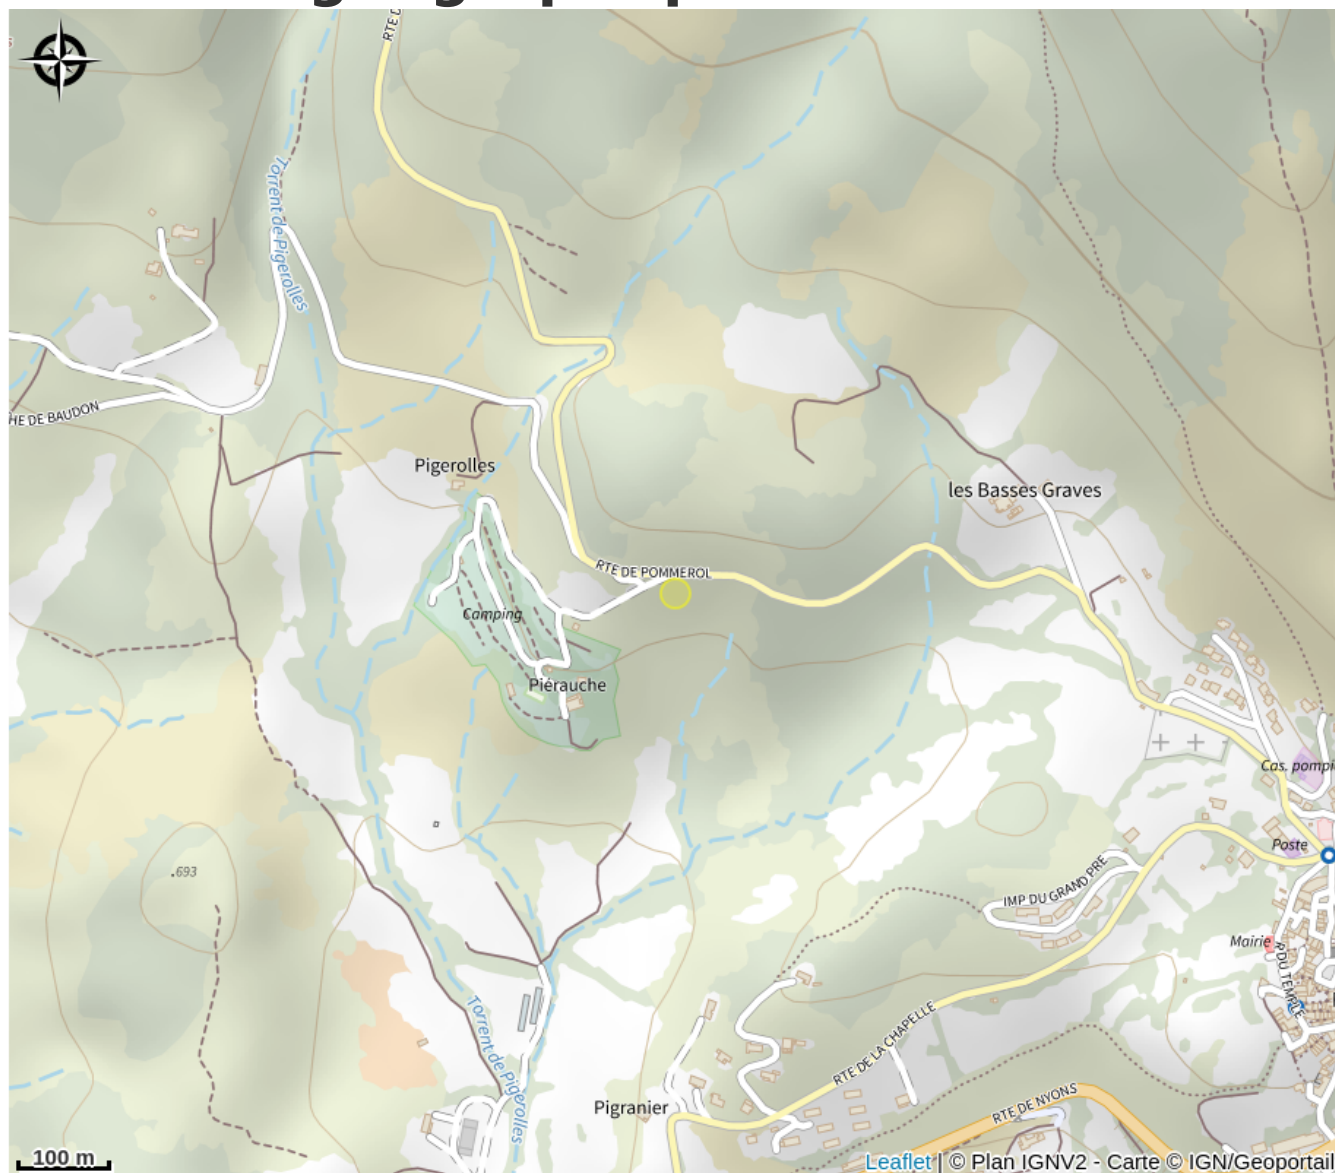 RTE D
Torrent de Pigerolles
HE DE BAUDON
Pigerolles
les Basses Graves
RTE DE POMMEROL
Camping
Piérauche
Cas. pompi
Poste
.693
IMP DU GRAND PRE
Mairie
R DU TEMPLE
Torrent de Pigerolles
RTE DE LA CHAPELLE
RTE DE NYONS
Pigranier
100 m
Leaflet | © Plan IGNV2 - Carte © IGN/Geoportail